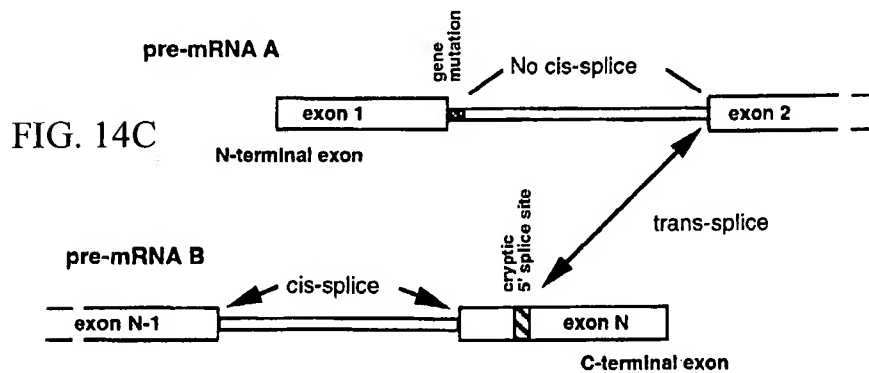 pre-mRNA A
gene
mutation
No cis-splice
exon 1
exon 2
FIG. 14C
N-terminal exon
trans-splice
pre-mRNA B
cryptic
5' splice site
cis-splice
exon N-1
exon N
C-terminal exon